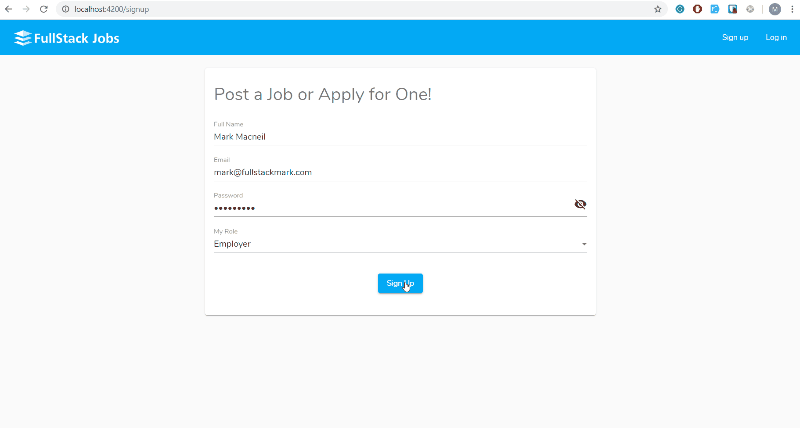 localhost:4200/signup
M
FullStack Jobs
Sign up
Log in
Post a Job or Apply for One!
Full Name
Mark Macneil
Email
mark@fullstackmark.com
Password
•••••••••
My Role
Employer
Sign Up